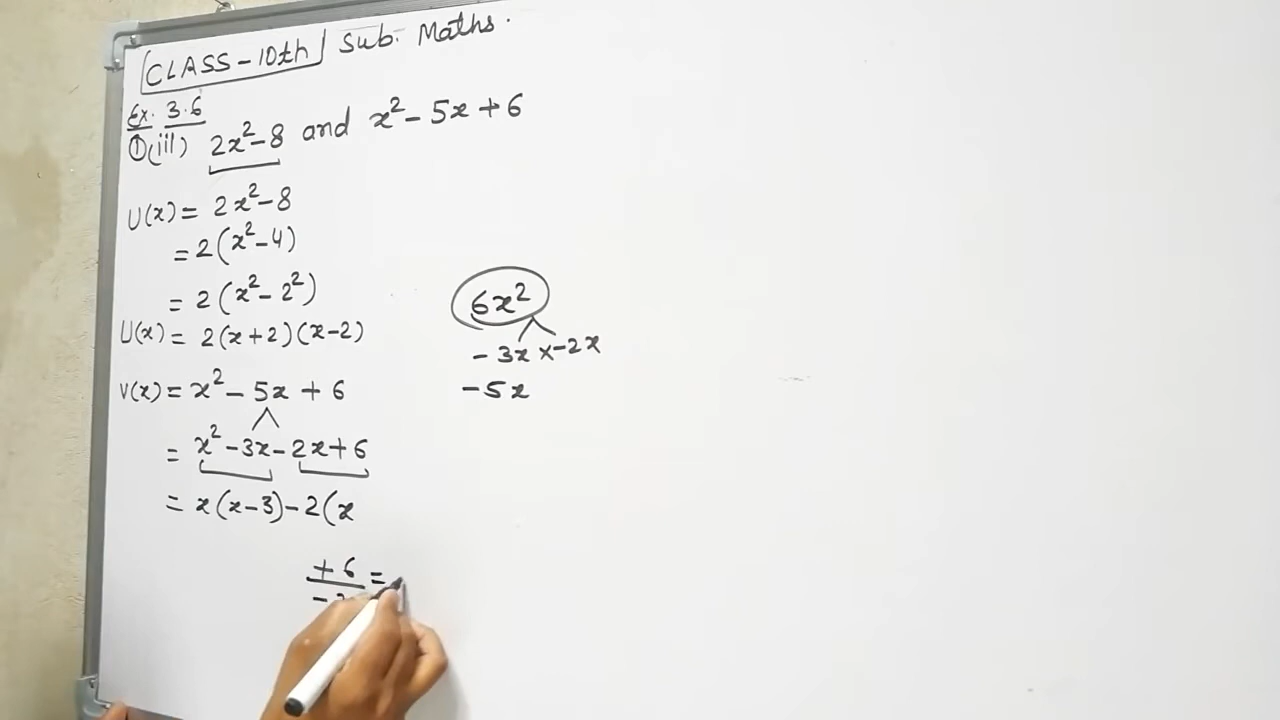 CLASS-10th Sub. Maths.
Ex. 3.6
①(iii) 2x²-8 and x²-5x+6
U(x) = 2x²-8
= 2(x²-4)
= 2(x²-2²)
U(x) = 2(x+2)(x-2)
V(x) = x²-5x+6
= x²-3x-2x+6
= x(x-3)-2(x
+6
=
-
6x²
-3x×-2x
-5x